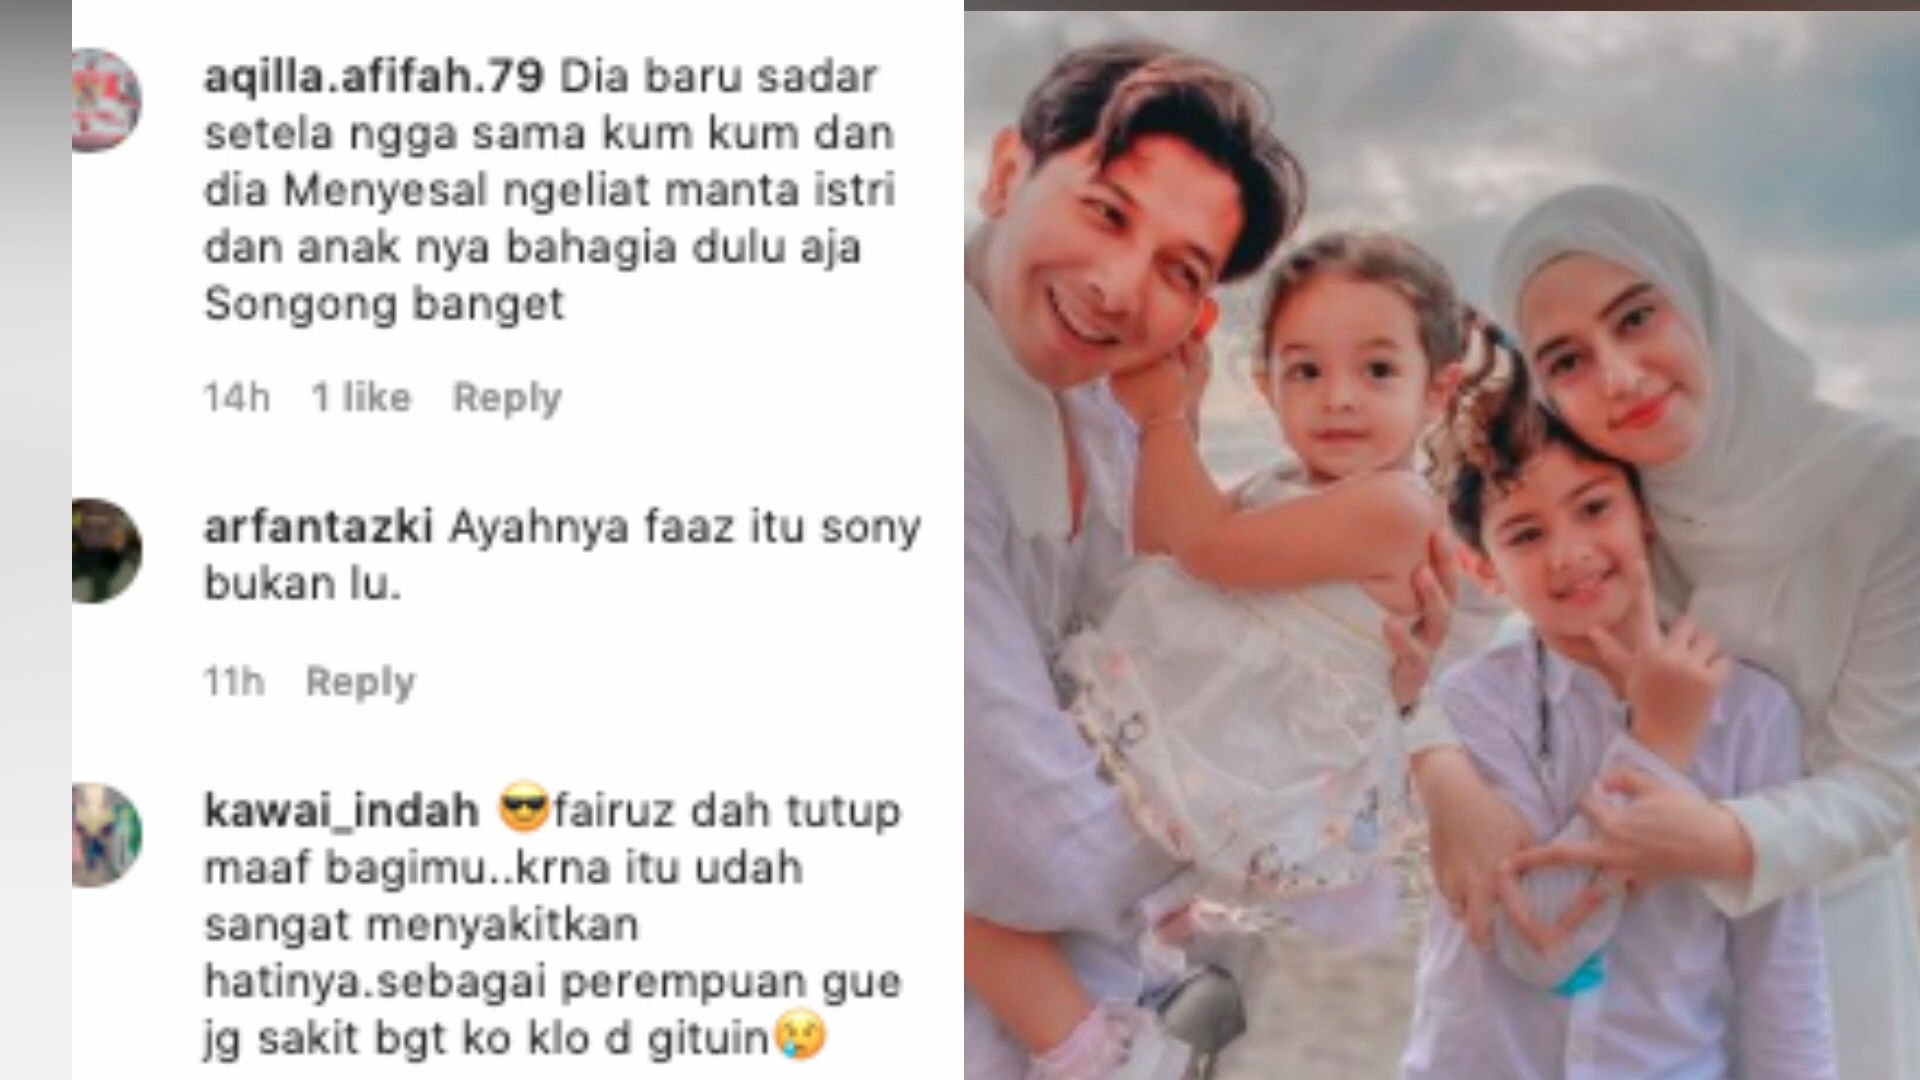 aqilla.afifah.79 Dia baru sadar
setela ngga sama kum kum dan
dia Menyesal ngeliat manta istri
dan anak nya bahagia dulu aja
Songong banget
14h 1 like Reply
arfantazki Ayahnya faaz itu sony
bukan lu.
11h Reply
kawai_indah 😎fairuz dah tutup
maaf bagimu..krna itu udah
sangat menyakitkan
hatinya.sebagai perempuan gue
jg sakit bgt ko klo d gituin😢